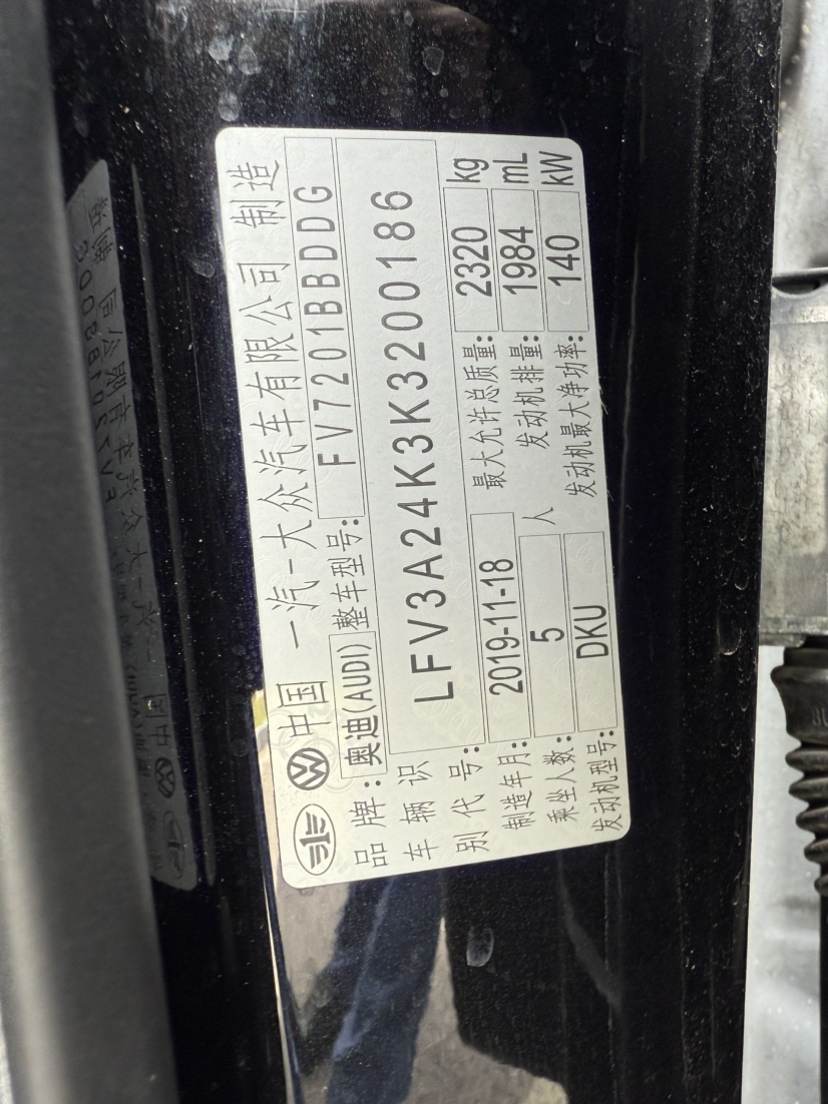 中国 一汽-大众汽车有限公司 制造
品牌: 奥迪(AUDI) 整车型号: FV7201BBDDG
车辆识别代号: LFV3A24K3K3200186
制造年月: 2019-11-18 最大允许总质量: 2320 kg
乘坐人数: 5 人 发动机排量: 1984 mL
发动机型号: DKU 发动机最大净功率: 140 kW